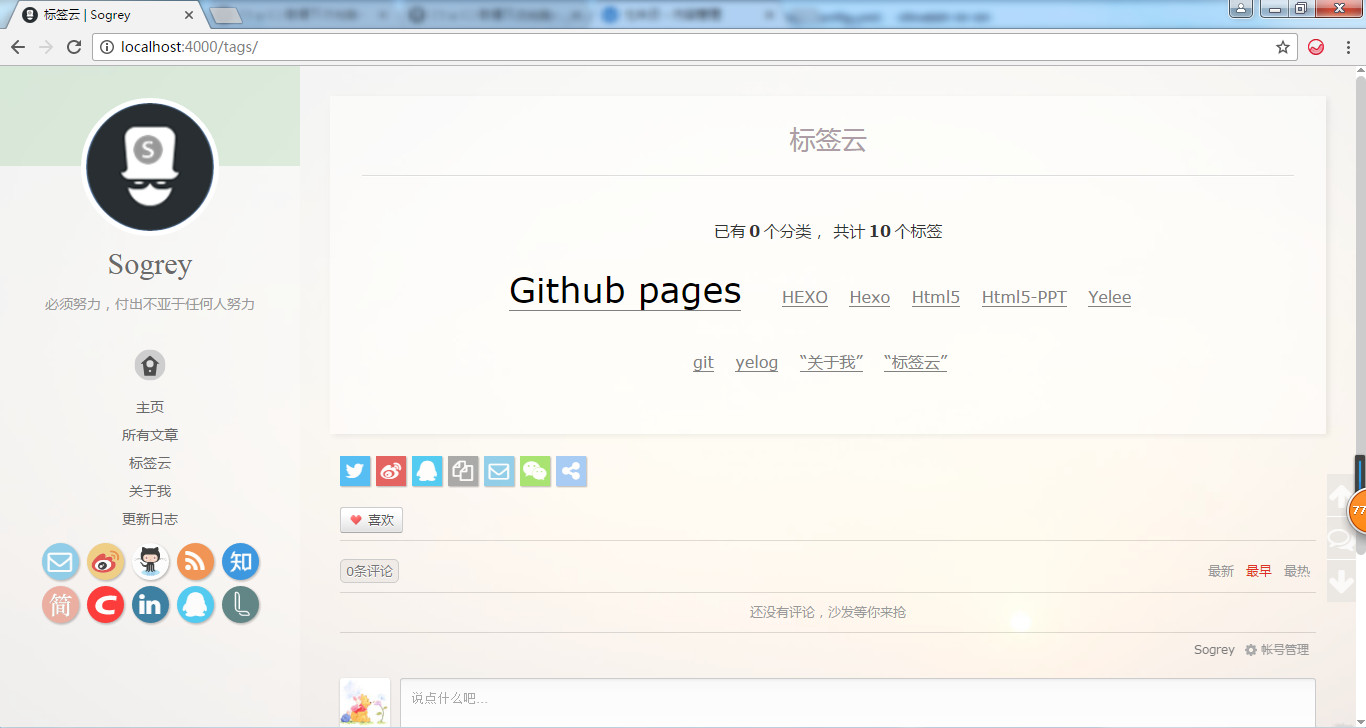 标签云 | Sogrey
localhost:4000/tags/
S
Sogrey
必须努力，付出不亚于任何人努力
主页
所有文章
标签云
关于我
更新日志
知
简
in
标签云
已有 0 个分类， 共计 10 个标签
Github pages HEXO Hexo Html5 Html5-PPT Yelee
git yelog “关于我” “标签云”
喜欢
0条评论 最新 最早 最热
还没有评论，沙发等你来抢
Sogrey 帐号管理
说点什么吧...
77